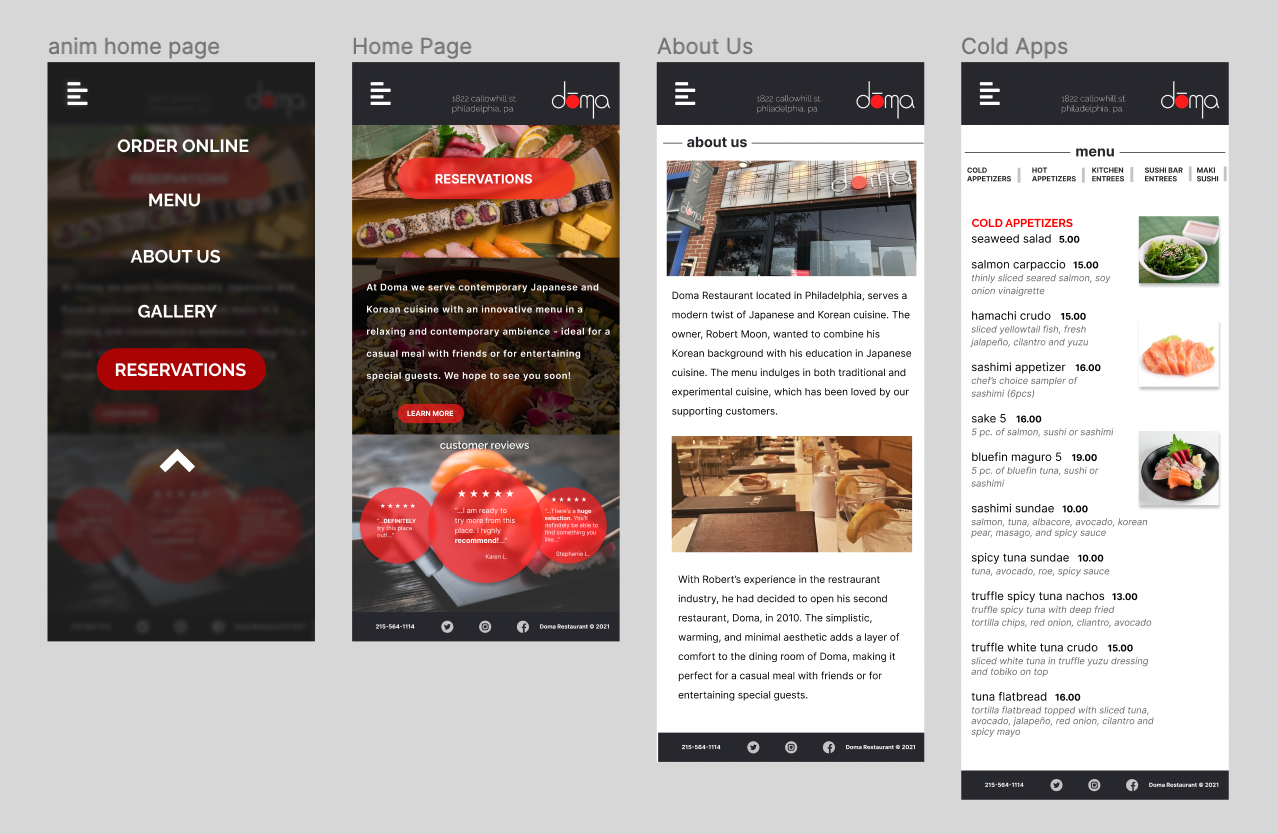 anim home page
ORDER ONLINE
MENU
ABOUT US
GALLERY
RESERVATIONS
Home Page
1822 callowhill st
philadelphia, pa
doma
RESERVATIONS
At Doma we serve contemporary Japanese and
Korean cuisine with an innovative menu in a
relaxing and contemporary ambience - ideal for a
casual meal with friends or for entertaining
special guests. We hope to see you soon!
LEARN MORE
customer reviews
"...DEFINITELY
try this place
out!..."
"...I am ready to
try more from this
place. I highly
recommend!..."
Karen L.
"...There's a huge
selection. You'll
definitely be able to
find something you
like..."
Stephanie L.
215-564-1114
Doma Restaurant © 2021
About Us
1822 callowhill st
philadelphia, pa
doma
about us
doma
Doma Restaurant located in Philadelphia, serves a
modern twist of Japanese and Korean cuisine. The
owner, Robert Moon, wanted to combine his
Korean background with his education in Japanese
cuisine. The menu indulges in both traditional and
experimental cuisine, which has been loved by our
supporting customers.
With Robert's experience in the restraurant
industry, he had decided to open his second
restaurant, Doma, in 2010. The simplistic,
warming, and minimal aesthetic adds a layer of
comfort to the dining room of Doma, making it
perfect for a casual meal with friends or for
entertaining special guests.
215-564-1114
Doma Restaurant © 2021
Cold Apps
1822 callowhill st
philadelphia, pa
doma
menu
COLD
APPETIZERS
HOT
APPETIZERS
KITCHEN
ENTREES
SUSHI BAR
ENTREES
MAKI
SUSHI
COLD APPETIZERS
seaweed salad 5.00
salmon carpaccio 15.00
thinly sliced seared salmon, soy
onion vinaigrette
hamachi crudo 15.00
sliced yellowtail fish, fresh
jalapeño, cilantro and yuzu
sashimi appetizer 16.00
chef's choice sampler of
sashimi (6pcs)
sake 5 16.00
5 pc. of salmon, sushi or sashimi
bluefin maguro 5 19.00
5 pc. of bluefin tuna, sushi or
sashimi
sashimi sundae 10.00
salmon, tuna, albacore, avocado, korean
pear, masago, and spicy sauce
spicy tuna sundae 10.00
tuna, avocado, roe, spicy sauce
truffle spicy tuna nachos 13.00
truffle spicy tuna with deep fried
tortilla chips, red onion, cliantro, avocado
truffle white tuna crudo 15.00
sliced white tuna in truffle yuzu dressing
and tobiko on top
tuna flatbread 16.00
tortilla flatbread topped with sliced tuna,
avocado, jalapeño, red onion, cilantro and
spicy mayo
215-564-1114
Doma Restaurant © 2021